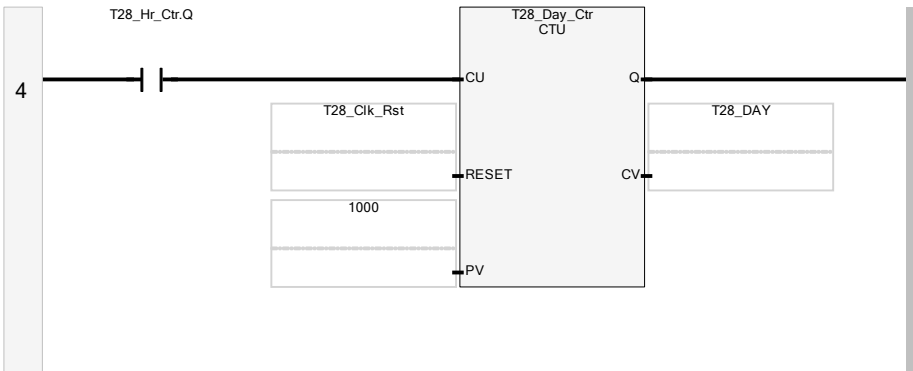 T28_Hr_Ctr.Q
T28_Day_Ctr
CTU
4
CU
Q
T28_Clk_Rst
T28_DAY
RESET
CV
1000
PV